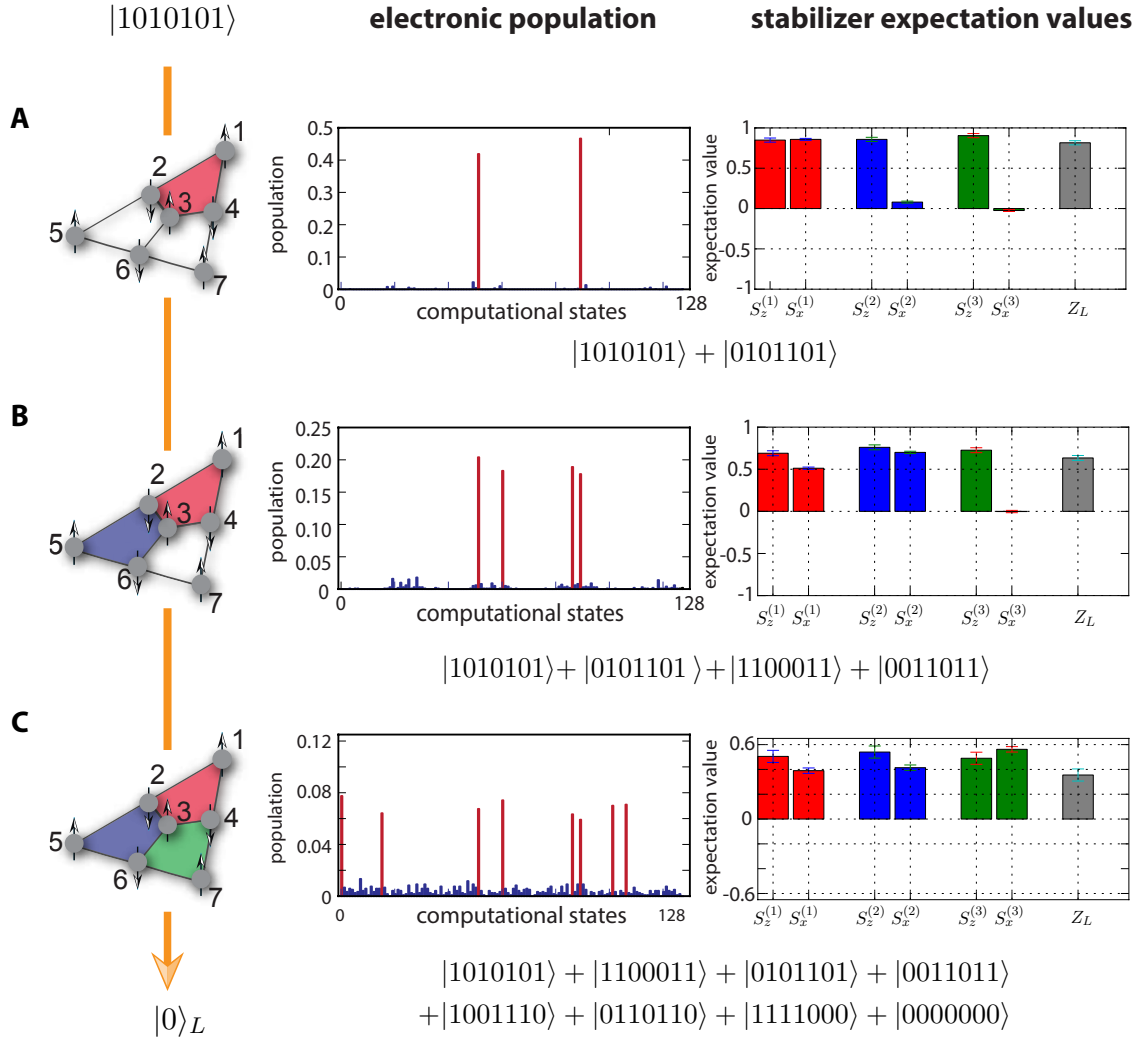 |1010101⟩
electronic population
stabilizer expectation values
A
1
2
3
4
5
6
7
population
0.5
0.4
0.3
0.2
0.1
0
0
128
computational states
expectation value
1
0.5
0
-0.5
-1
S_z^(1) S_x^(1) S_z^(2) S_x^(2) S_z^(3) S_x^(3) Z_L
|1010101⟩ + |0101101⟩
B
1
2
3
4
5
6
7
population
0.25
0.20
0.15
0.10
0.05
0
0
128
computational states
expectation value
1
0.5
0
-0.5
-1
S_z^(1) S_x^(1) S_z^(2) S_x^(2) S_z^(3) S_x^(3) Z_L
|1010101⟩ + |0101101 ⟩ + |1100011⟩ + |0011011⟩
C
1
2
3
4
5
6
7
population
0.12
0.08
0.04
0
0
128
computational states
expectation value
0.6
0
-0.6
S_z^(1) S_x^(1) S_z^(2) S_x^(2) S_z^(3) S_x^(3) Z_L
|1010101⟩ + |1100011⟩ + |0101101⟩ + |0011011⟩
+|1001110⟩ + |0110110⟩ + |1111000⟩ + |0000000⟩
|0⟩_L